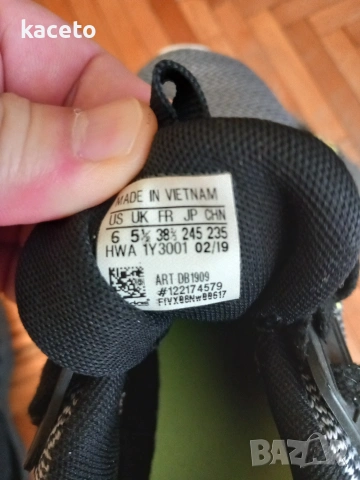 kaceto
MADE IN VIETNAM
US UK FR JP CHN
6 5½ 38⅔ 245 235
HWA 1Y3001 02/19
ART DB1909
#122174579
BAZAR